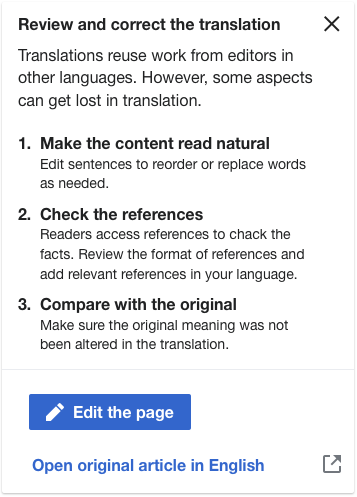 Review and correct the translation
Translations reuse work from editors in
other languages. However, some aspects
can get lost in translation.
1. Make the content read natural
Edit sentences to reorder or replace words
as needed.
2. Check the references
Readers access references to chack the
facts. Review the format of references and
add relevant references in your language.
3. Compare with the original
Make sure the original meaning was not
been altered in the translation.
Edit the page
Open original article in English